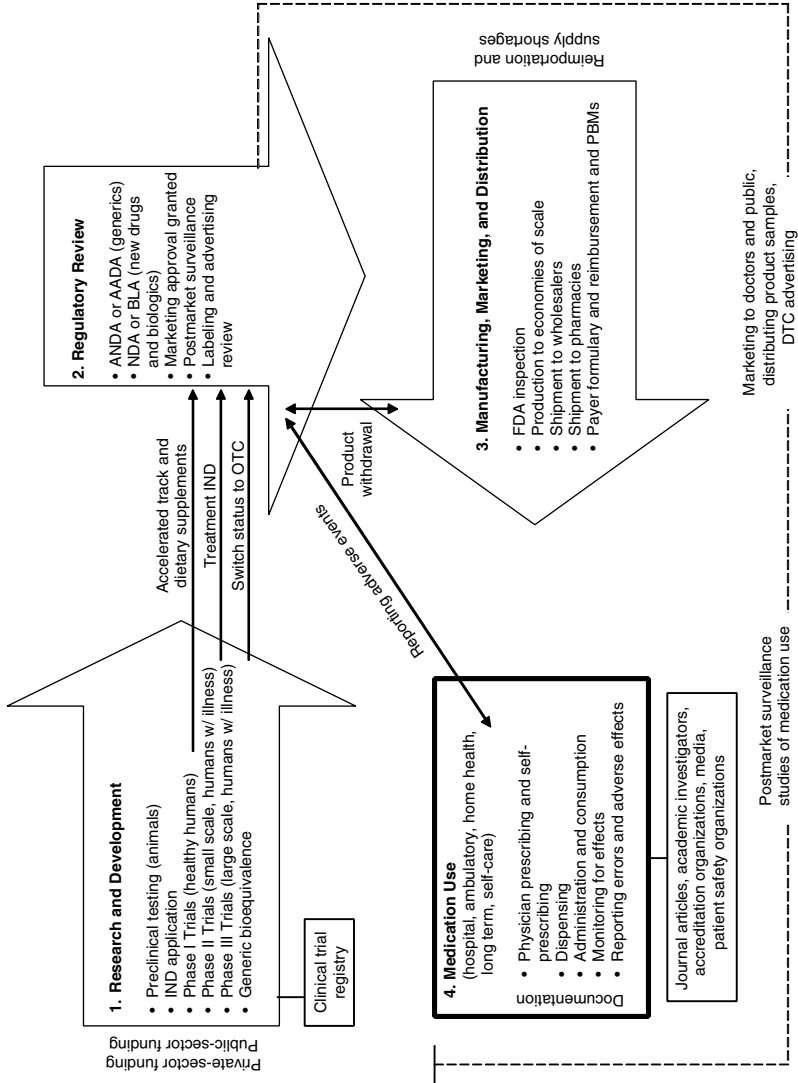 Private-sector funding
Public-sector funding
1. Research and Development
• Preclinical testing (animals)
• IND application
• Phase I Trials (healthy humans)
• Phase II Trials (small scale, humans w/ illness)
• Phase III Trials (large scale, humans w/ illness)
• Generic bioequivalence
Clinical trial
registry
Accelerated track and
dietary supplements
Treatment IND
Switch status to OTC
2. Regulatory Review
• ANDA or AADA (generics)
• NDA or BLA (new drugs
and biologics)
• Marketing approval granted
• Postmarket surveillance
• Labeling and advertising
review
Reporting adverse events
Product
withdrawal
3. Manufacturing, Marketing, and Distribution
• FDA inspection
• Production to economies of scale
• Shipment to wholesalers
• Shipment to pharmacies
• Payer formulary and reimbursement and PBMs
Reimportation and
supply shortages
4. Medication Use
(hospital, ambulatory, home health,
long term, self-care)
• Physician prescribing and self-
prescribing
• Dispensing
• Administration and consumption
• Monitoring for effects
• Reporting errors and adverse effects
Documentation
Journal articles, academic investigators,
accreditation organizations, media,
patient safety organizations
Postmarket surveillance
studies of medication use
Marketing to doctors and public,
distributing product samples,
DTC advertising